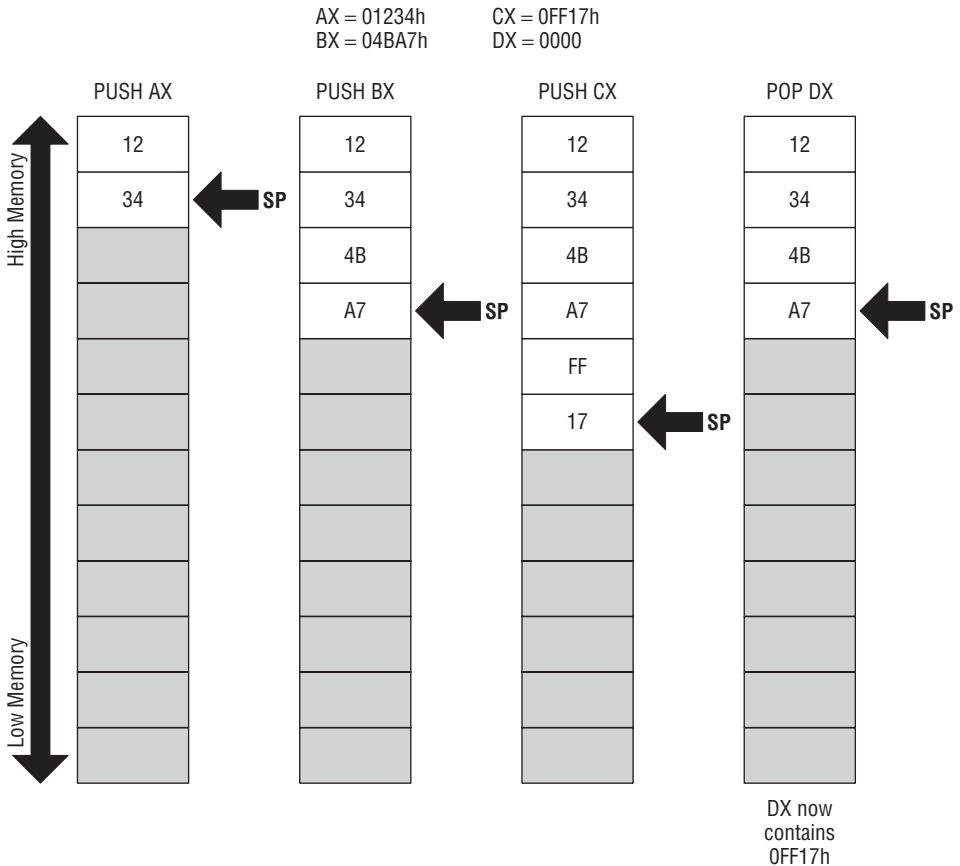 AX = 01234h CX = 0FF17h
BX = 04BA7h DX = 0000
PUSH AX PUSH BX PUSH CX POP DX
High Memory
Low Memory
12 12 12 12
34 SP 34 34 34
4B 4B 4B
A7 SP A7 A7 SP
FF
17 SP
DX now
contains
0FF17h